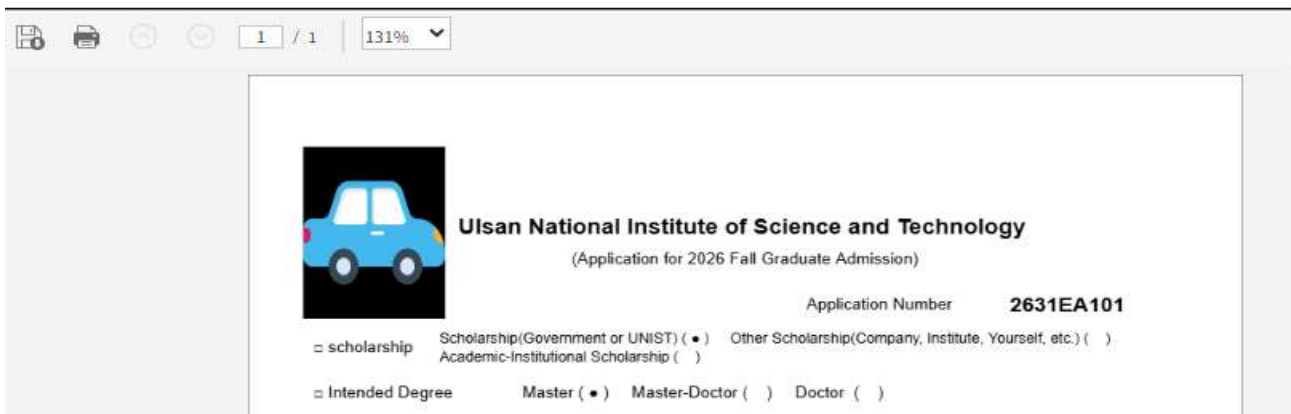 1 / 1 131%
Ulsan National Institute of Science and Technology
(Application for 2026 Fall Graduate Admission)
Application Number 2631EA101
□ scholarship Scholarship(Government or UNIST) ( ● ) Other Scholarship(Company, Institute, Yourself, etc.) ( )
Academic-Institutional Scholarship ( )
□ Intended Degree Master ( ● ) Master-Doctor ( ) Doctor ( )